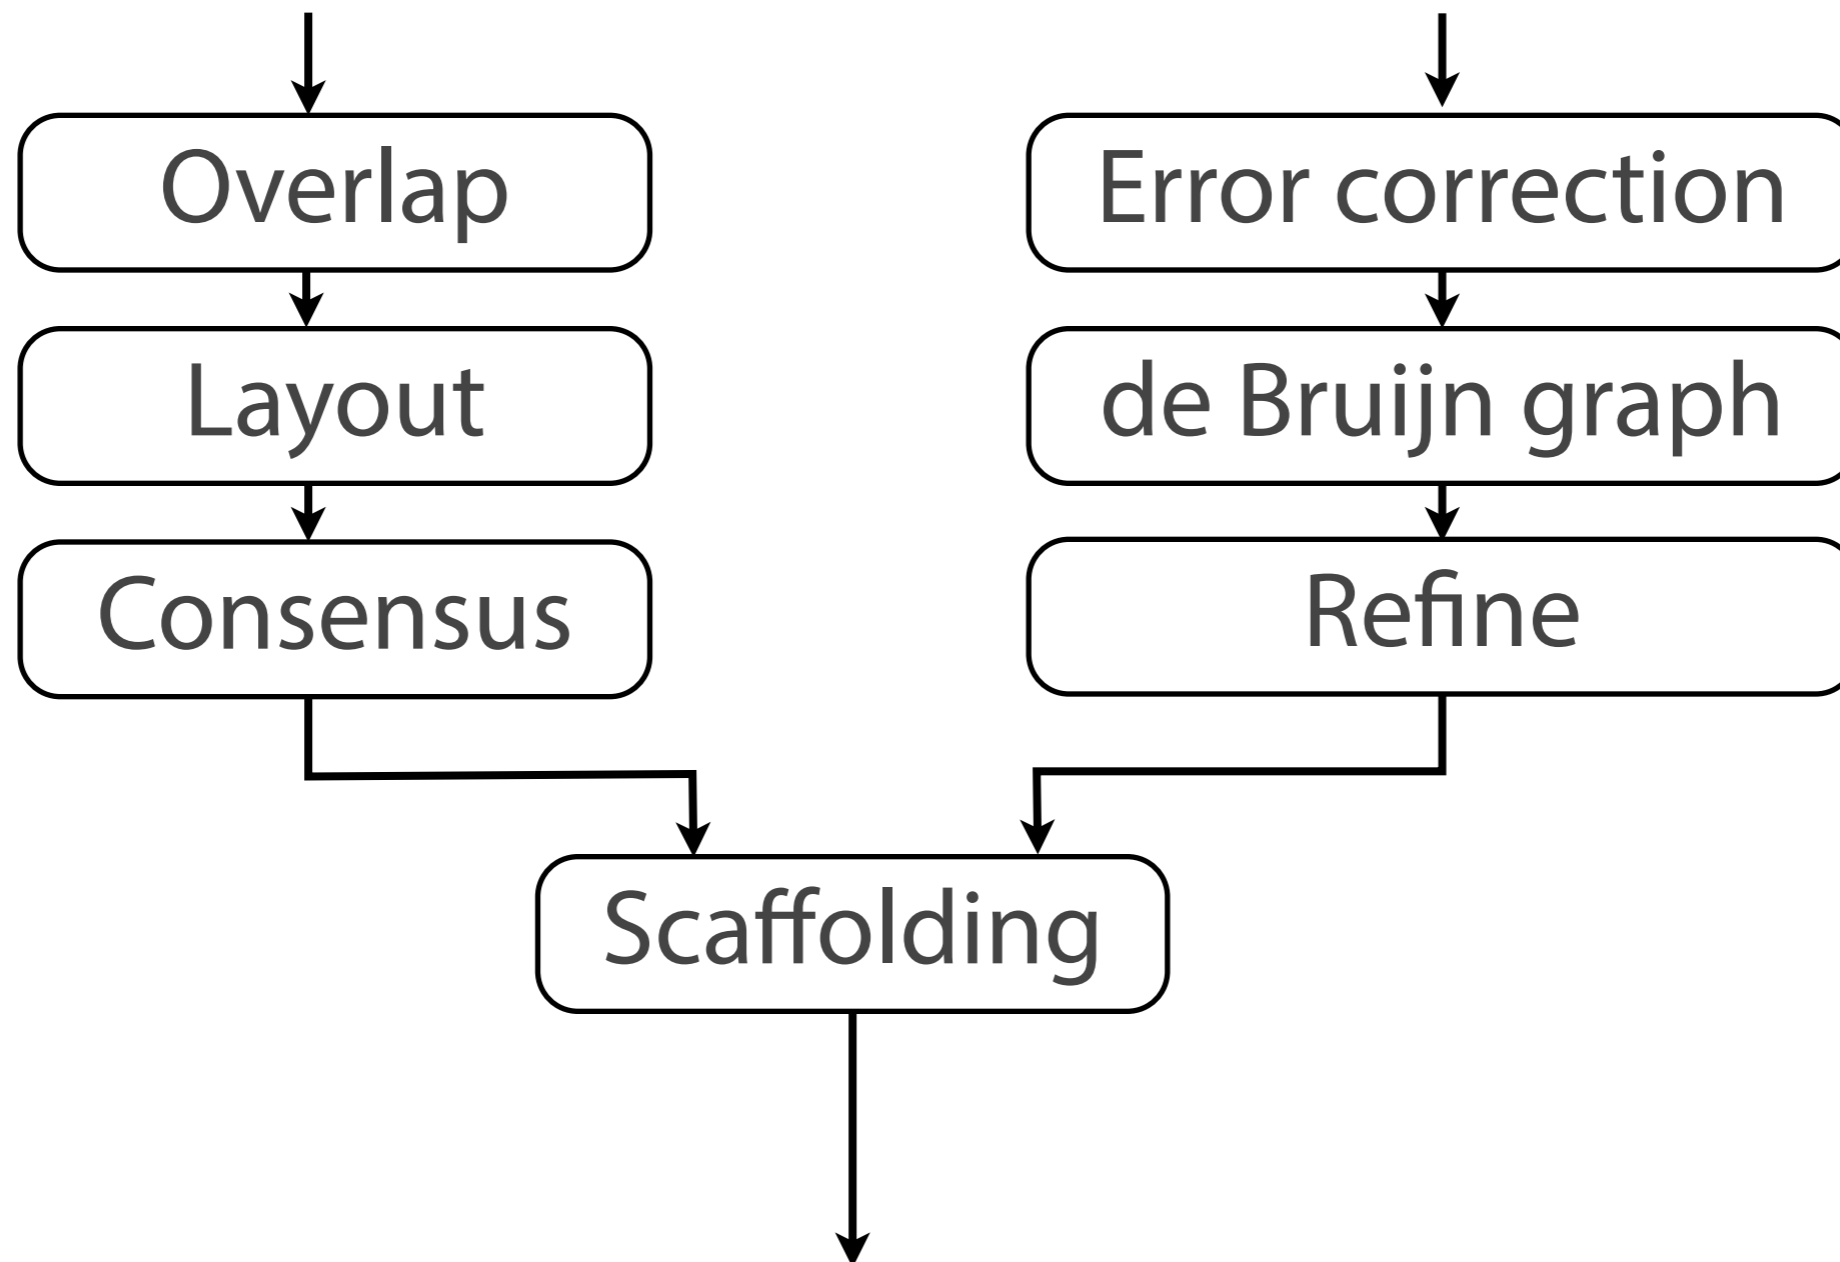 Overlap
Layout
Consensus
Error correction
de Bruijn graph
Refine
Scaffolding